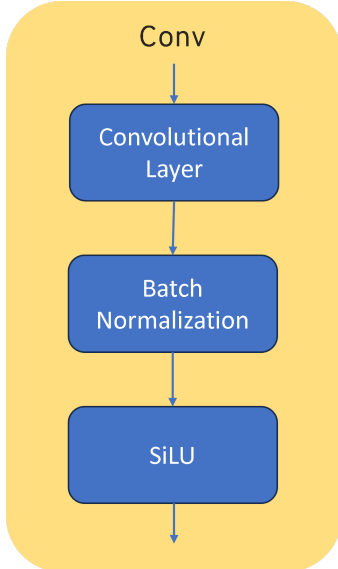 Conv
Convolutional
Layer
Batch
Normalization
SiLU